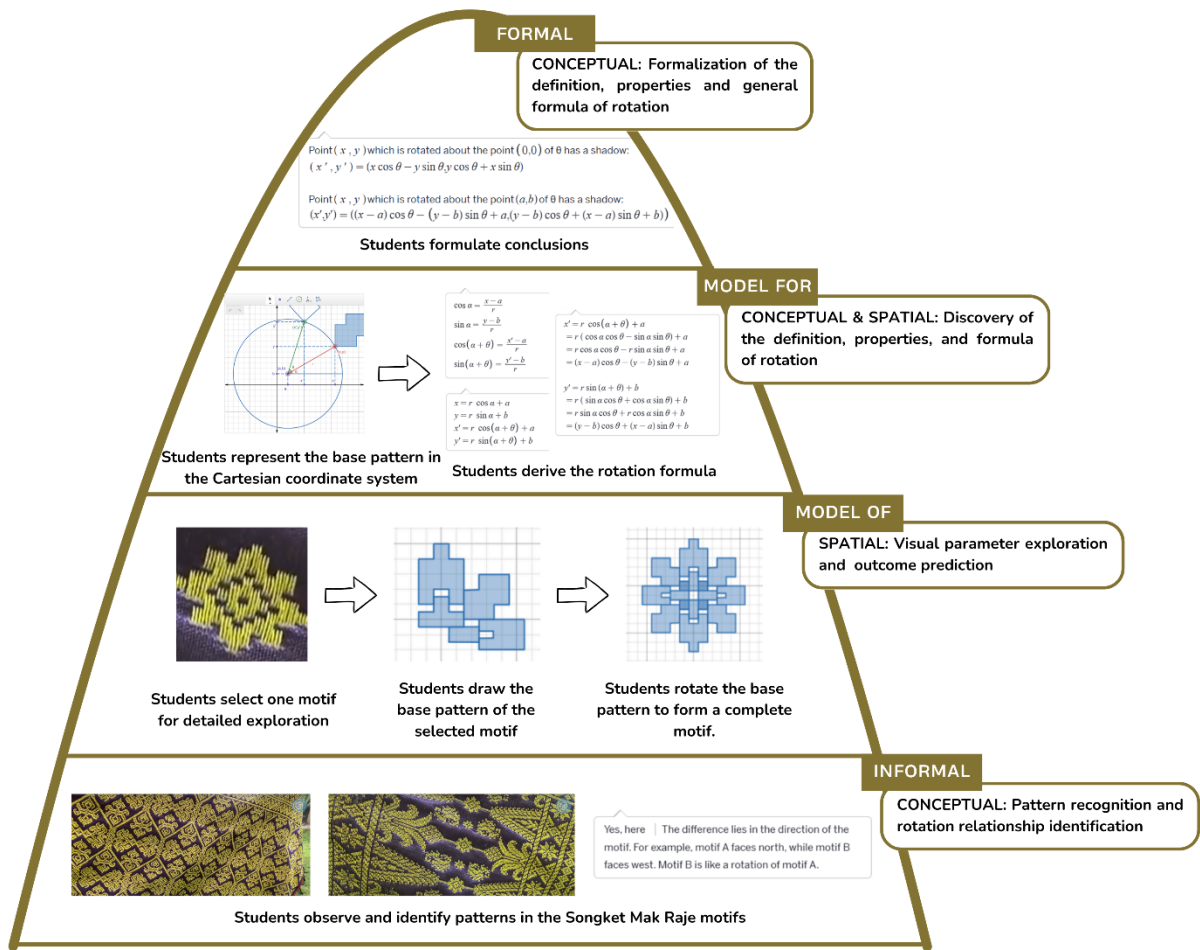 FORMAL
CONCEPTUAL: Formalization of the
definition, properties and general
formula of rotation
Point( x , y ) which is rotated about the point (0,0) of θ has a shadow:
( x ' , y ' ) = (x cos θ − y sin θ, y cos θ + x sin θ)
Point ( x , y ) which is rotated about the point (a,b) of θ has a shadow:
(x',y') = ((x − a) cos θ − (y − b) sin θ + a,(y − b) cos θ + (x − a) sin θ + b))
Students formulate conclusions
MODEL FOR
CONCEPTUAL & SPATIAL: Discovery of
the definition, properties, and formula
of rotation
cos α = \frac{x − a}{r}
sin α = \frac{y − b}{r}
cos(α + θ) = \frac{x' − a}{r}
sin(α + θ) = \frac{y' − b}{r}
x = r cos α + a
y = r sin α + b
x' = r cos(α + θ) + a
y' = r sin(α + θ) + b
x' = r cos(α + θ) + a
= r ( cos α cos θ − sin α sin θ) + a
= r cos α cos θ − r sin α sin θ + a
= (x − a) cos θ − (y − b) sin θ + a
y' = r sin (α + θ) + b
= r ( sin α cos θ + cos α sin θ) + b
= r sin α cos θ + r cos α sin θ + b
= (y − b) cos θ + (x − a) sin θ + b
Students represent the base pattern in
the Cartesian coordinate system
Students derive the rotation formula
MODEL OF
SPATIAL: Visual parameter exploration
and outcome prediction
Students select one motif
for detailed exploration
Students draw the
base pattern of the
selected motif
Students rotate the base
pattern to form a complete
motif.
INFORMAL
CONCEPTUAL: Pattern recognition and
rotation relationship identification
Yes, here | The difference lies in the direction of the
motif. For example, motif A faces north, while motif B
faces west. Motif B is like a rotation of motif A.
Students observe and identify patterns in the Songket Mak Raje motifs